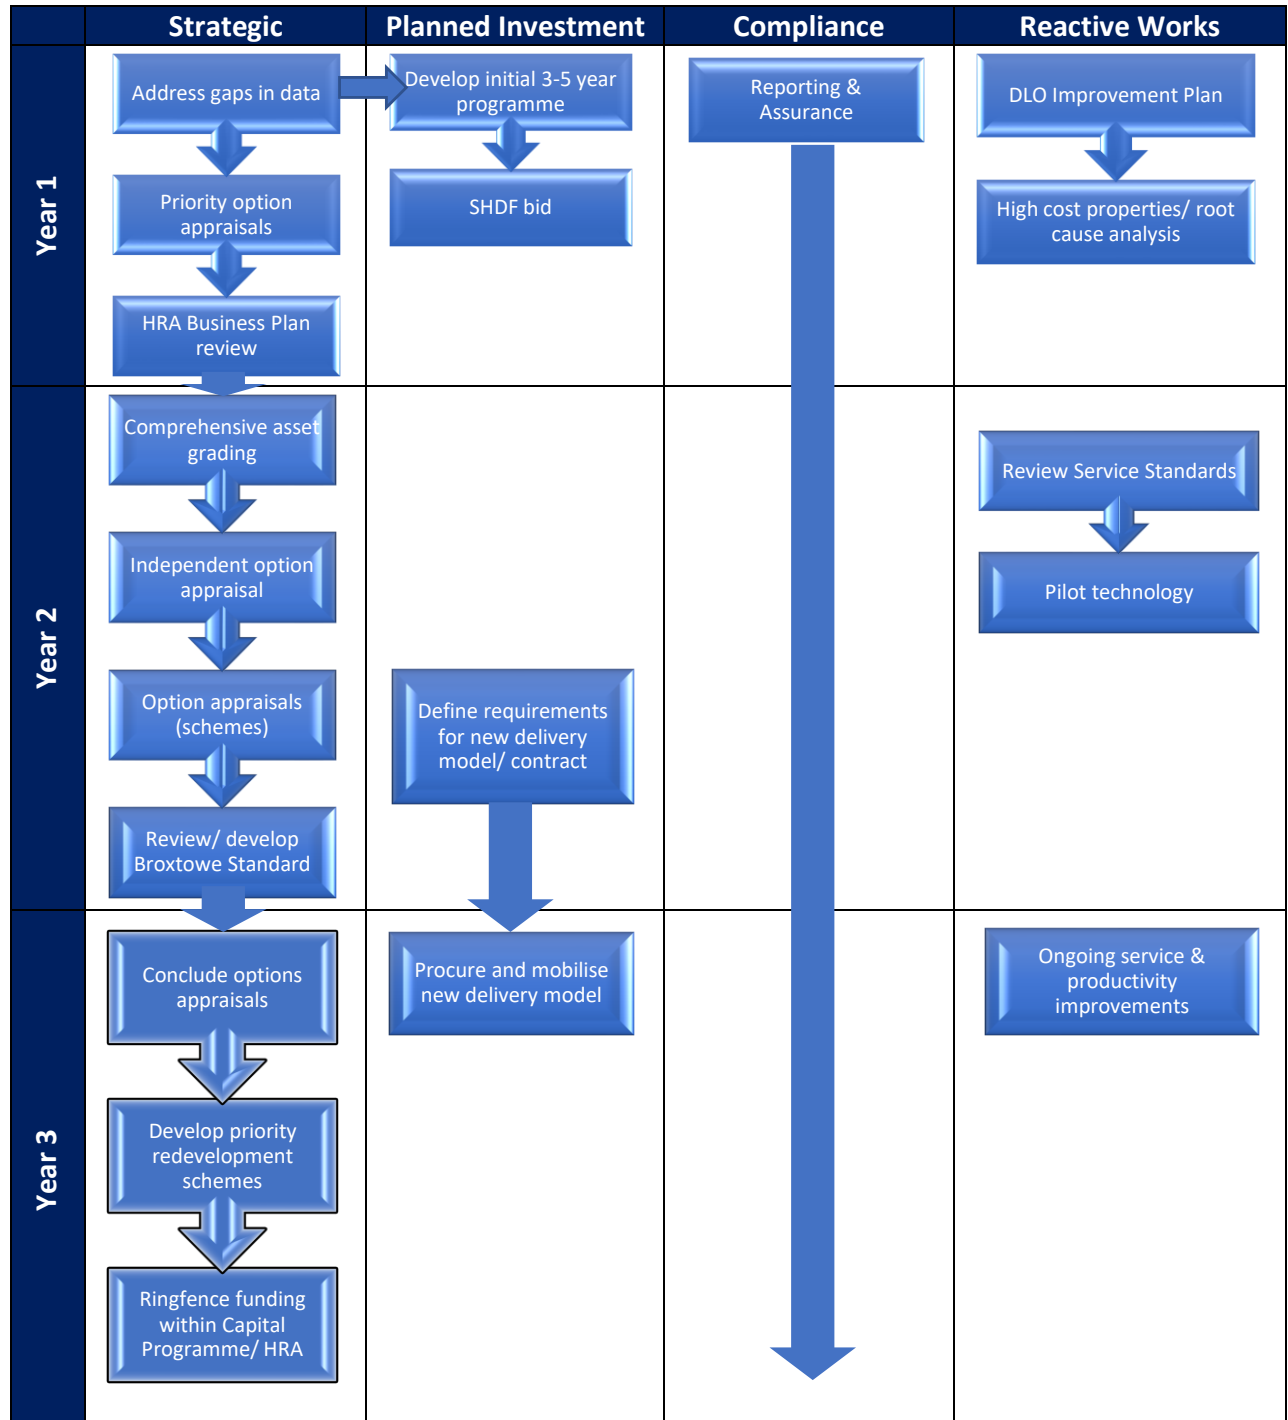 Strategic
Planned Investment
Compliance
Reactive Works
Year 1
Address gaps in data
Priority option
appraisals
HRA Business Plan
review
Develop initial 3-5 year
programme
SHDF bid
Reporting &
Assurance
DLO Improvement Plan
High cost properties/ root
cause analysis
Year 2
Comprehensive asset
grading
Independent option
appraisal
Option appraisals
(schemes)
Review/ develop
Broxtowe Standard
Define requirements
for new delivery
model/ contract
Review Service Standards
Pilot technology
Year 3
Conclude options
appraisals
Develop priority
redevelopment
schemes
Ringfence funding
within Capital
Programme/ HRA
Procure and mobilise
new delivery model
Ongoing service &
productivity
improvements